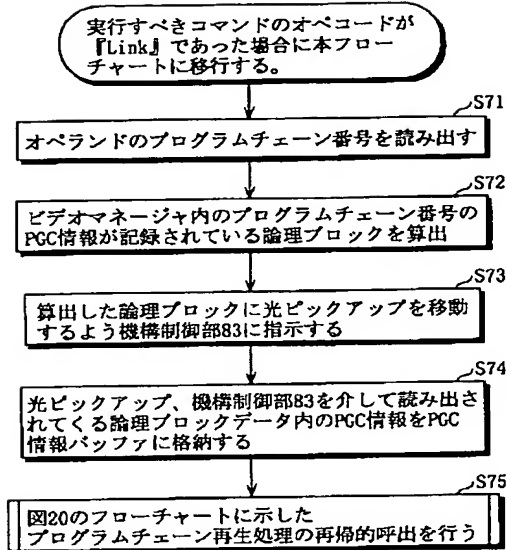 実行すべきコマンドのオペコードが
『Link』であった場合に本フロー
チャートに移行する。
S71
オペランドのプログラムチェーン番号を読み出す
S72
ビデオマネージャ内のプログラムチェーン番号の
PGC情報が記録されている論理ブロックを算出
S73
算出した論理ブロックに光ピックアップを移動
するよう機構制御部83に指示する
S74
光ピックアップ、機構制御部83を介して読み出さ
れてくる論理ブロックデータ内のPGC情報をPGC
情報バッファに格納する
S75
図20のフローチャートに示した
プログラムチェーン再生処理の再帰的呼出を行う